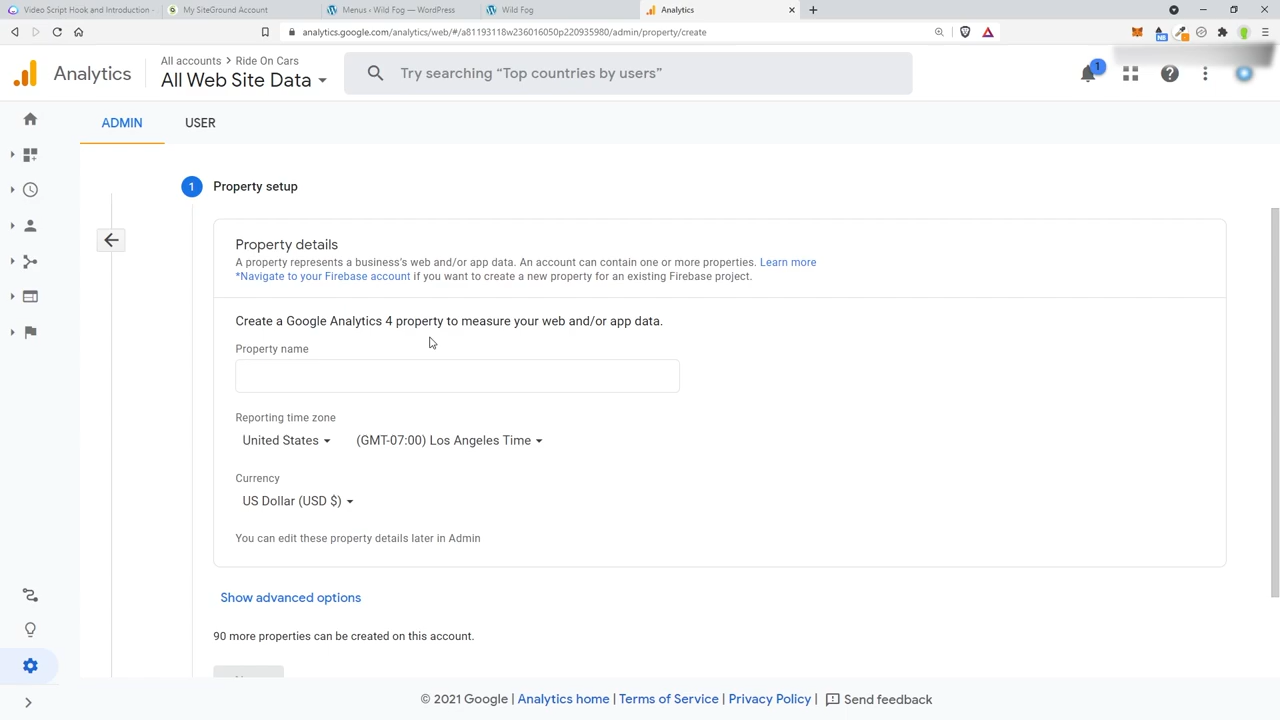 Video Script Hook and Introduction -
My SiteGround Account
Menus ‹ Wild Fog — WordPress
Wild Fog
Analytics
analytics.google.com/analytics/web/#/a81193118w236016050p220935980/admin/property/create
Analytics
All accounts > Ride On Cars
All Web Site Data
Try searching “Top countries by users”
1
ADMIN
USER
1 Property setup
Property details
A property represents a business's web and/or app data. An account can contain one or more properties. Learn more
*Navigate to your Firebase account if you want to create a new property for an existing Firebase project.
Create a Google Analytics 4 property to measure your web and/or app data.
Property name
Reporting time zone
United States
(GMT-07:00) Los Angeles Time
Currency
US Dollar (USD $)
You can edit these property details later in Admin
Show advanced options
90 more properties can be created on this account.
© 2021 Google | Analytics home | Terms of Service | Privacy Policy | Send feedback